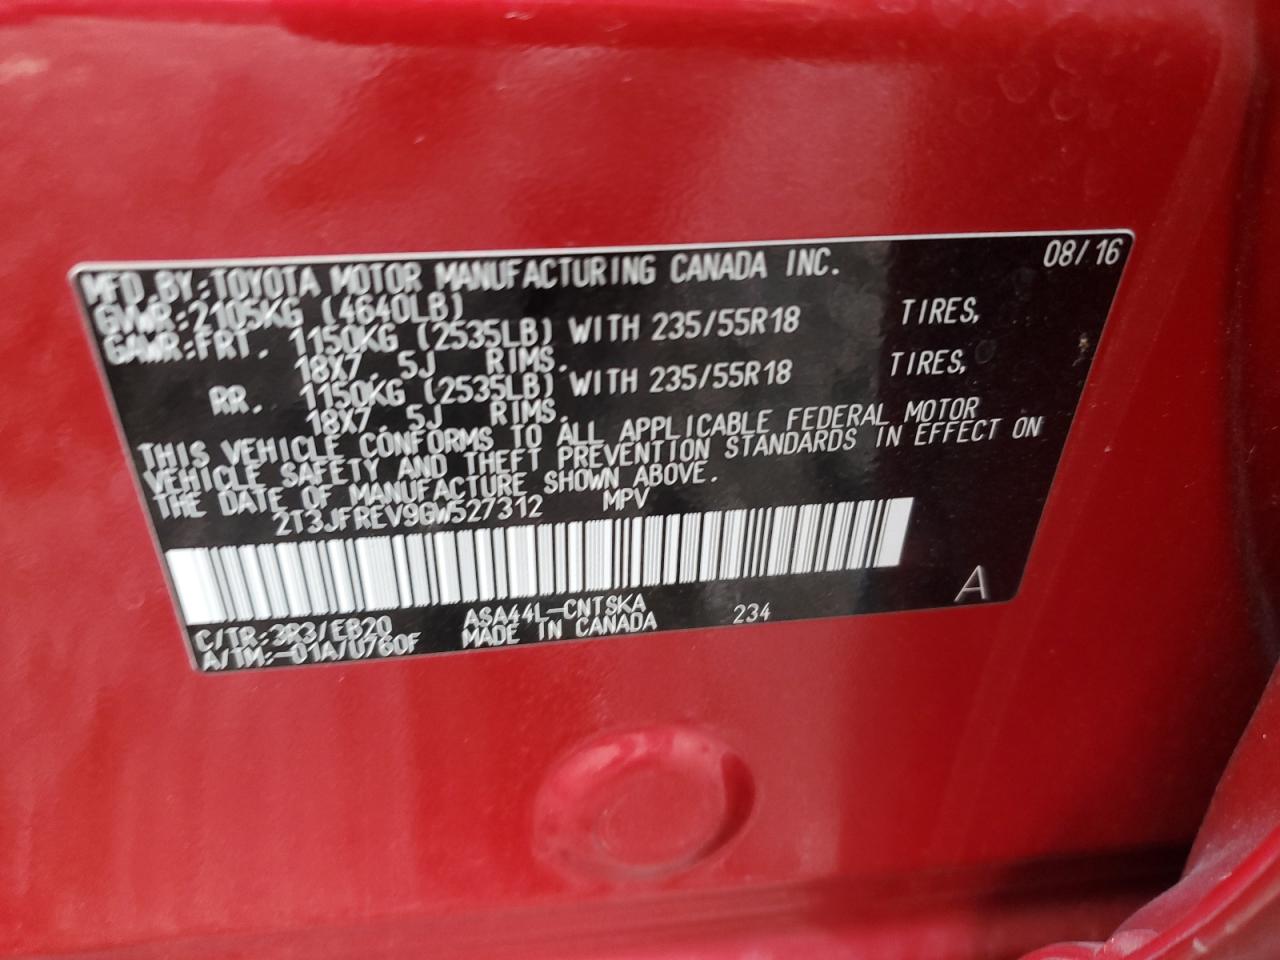 MFD.BY:TOYOTA MOTOR MANUFACTURING CANADA INC. 08/16
GVWR:2105KG (4640LB)
GAWR:FRT. 1150KG (2535LB) WITH 235/55R18 TIRES,
18X7.5J RIMS.
RR. 1150KG (2535LB) WITH 235/55R18 TIRES,
18X7.5J RIMS.
THIS VEHICLE CONFORMS TO ALL APPLICABLE FEDERAL MOTOR
VEHICLE SAFETY AND THEFT PREVENTION STANDARDS IN EFFECT ON
THE DATE OF MANUFACTURE SHOWN ABOVE.
2T3JFREV9GW527312 MPV
A
C/TR:3R3/EB20 ASA44L-CNTSKA 234
A/TM:-01A/U760F MADE IN CANADA